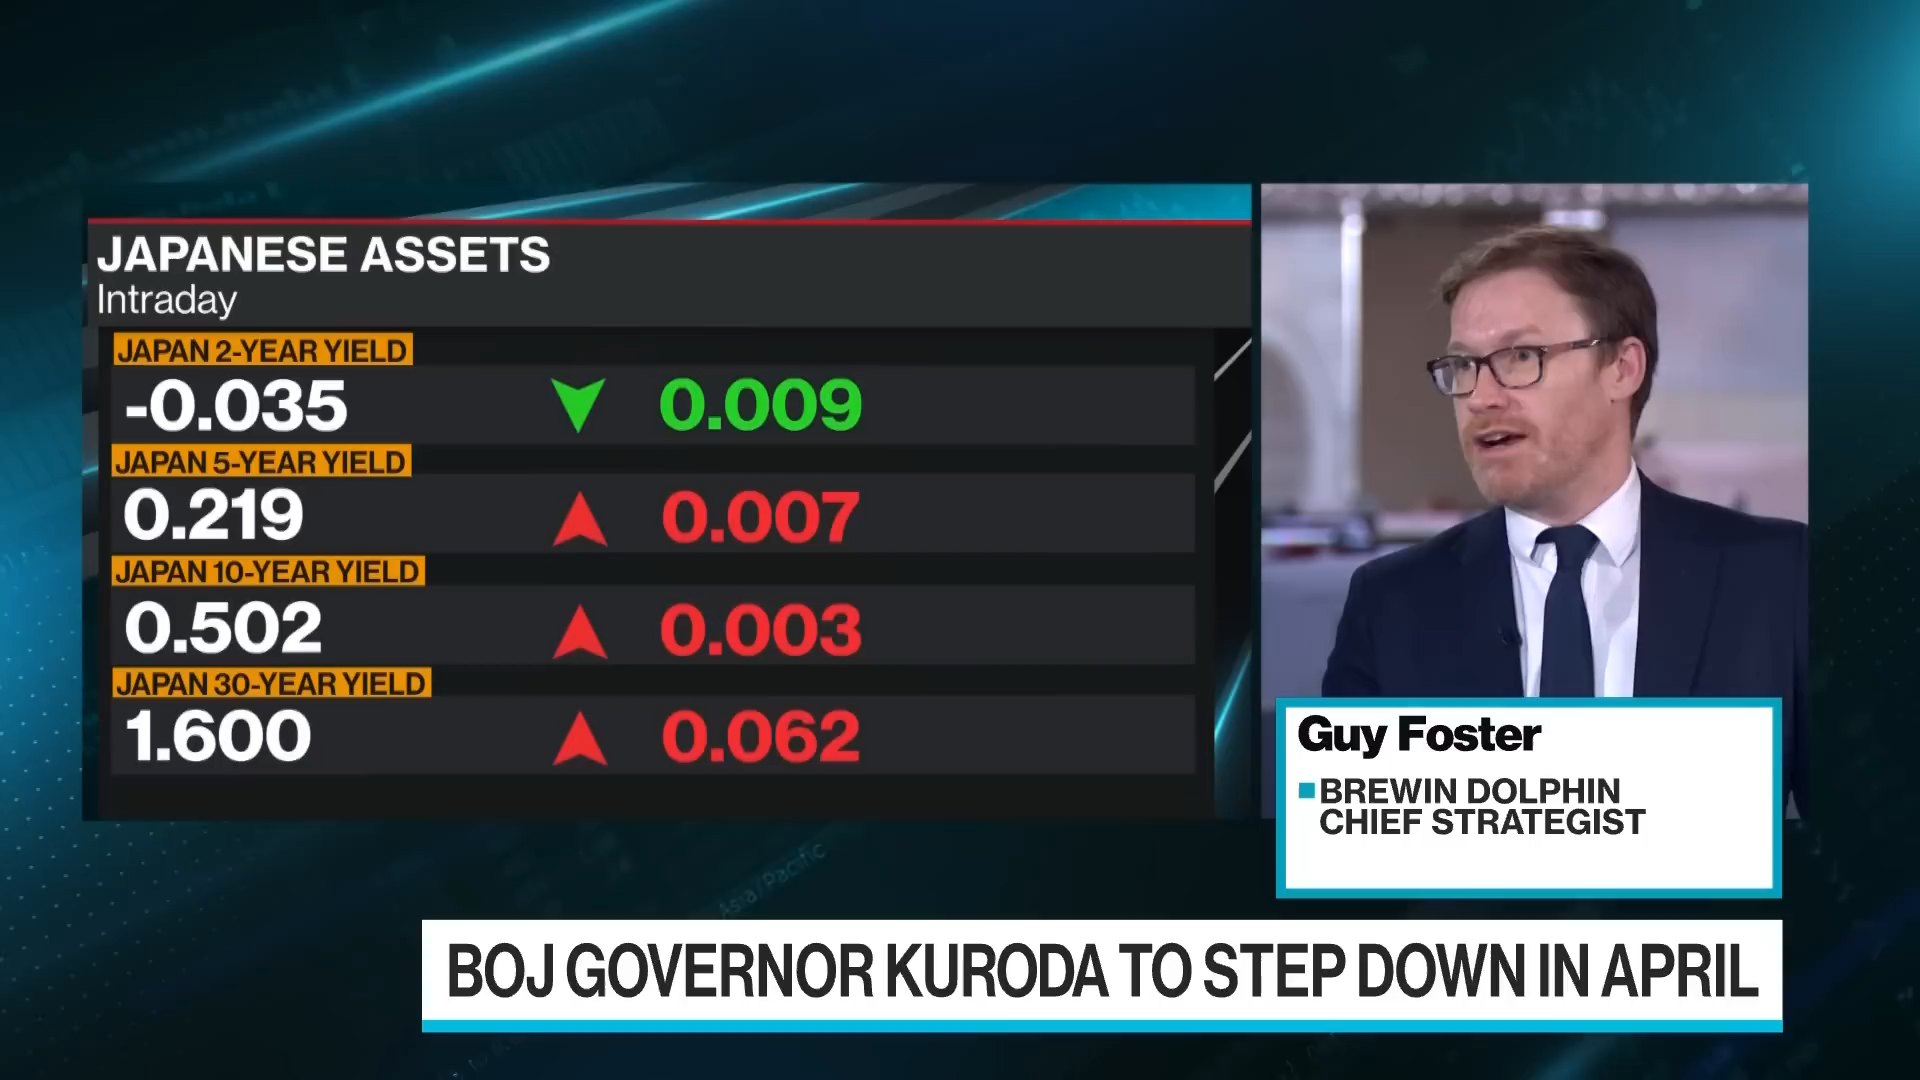 JAPANESE ASSETS
Intraday
JAPAN 2-YEAR YIELD
-0.035 0.009
JAPAN 5-YEAR YIELD
0.219 0.007
JAPAN 10-YEAR YIELD
0.502 0.003
JAPAN 30-YEAR YIELD
1.600 0.062
Guy Foster
BREWIN DOLPHIN
CHIEF STRATEGIST
Asia/Pacific
BOJ GOVERNOR KURODA TO STEP DOWN IN APRIL